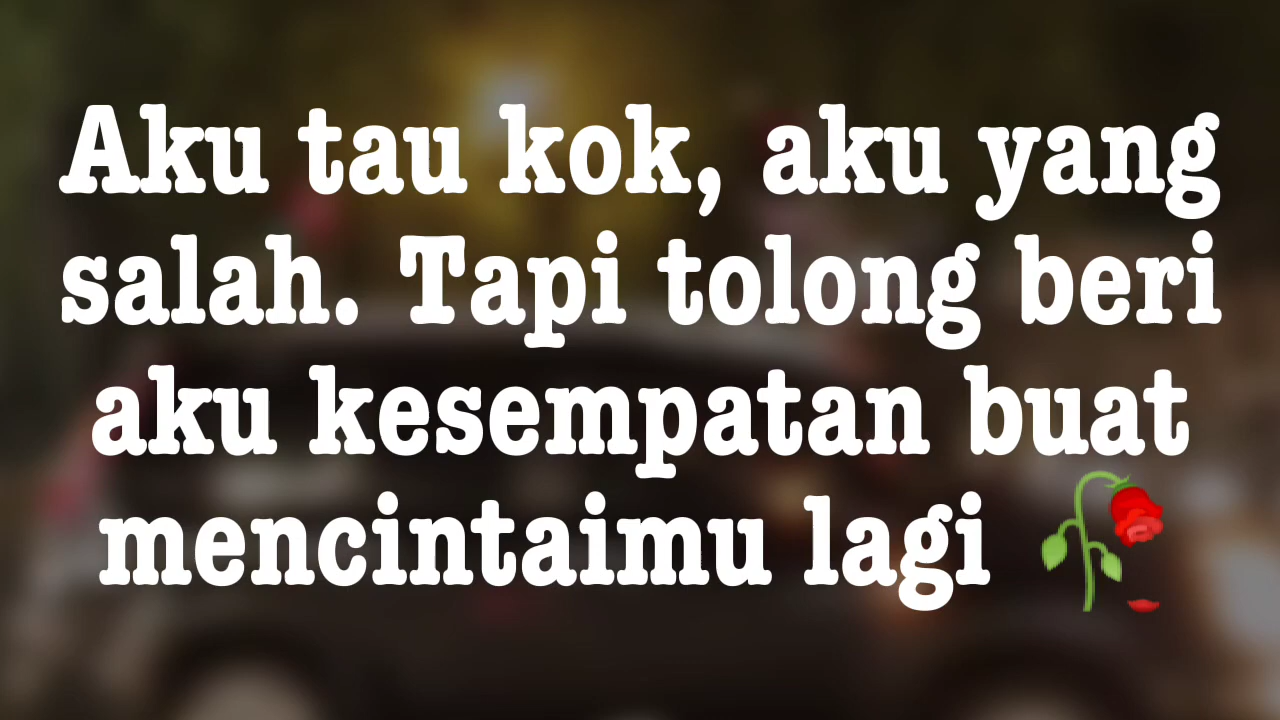 Aku tau kok, aku yang
salah. Tapi tolong beri
aku kesempatan buat
mencintaimu lagi 🥀